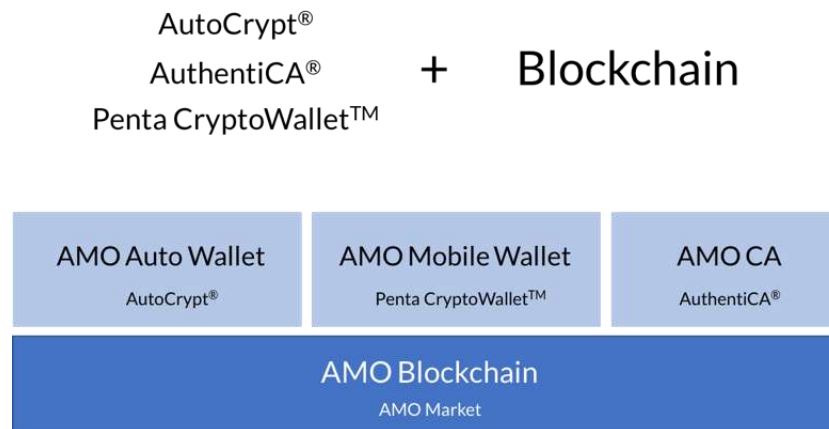 AutoCrypt®
AuthentiCA®
Penta CryptoWallet™
+
Blockchain
AMO Auto Wallet
AutoCrypt®
AMO Mobile Wallet
Penta CryptoWallet™
AMO CA
AuthentiCA®
AMO Blockchain
AMO Market